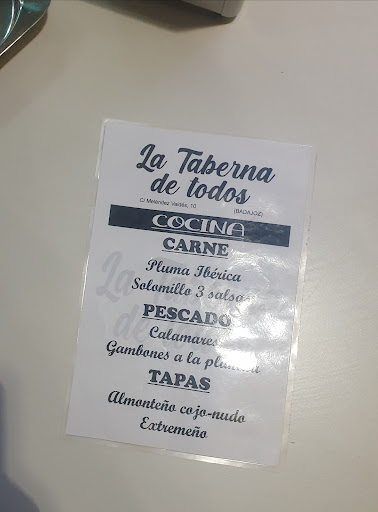 La Taberna
de todos
C/ Meléndez Valdés, 10 (BADAJOZ)
COCINA
CARNE
Pluma Ibérica
Solomillo 3 salsas
PESCADO
Calamares
Gambones a la plancha
TAPAS
Almonteño cojo-nudo
Extremeño